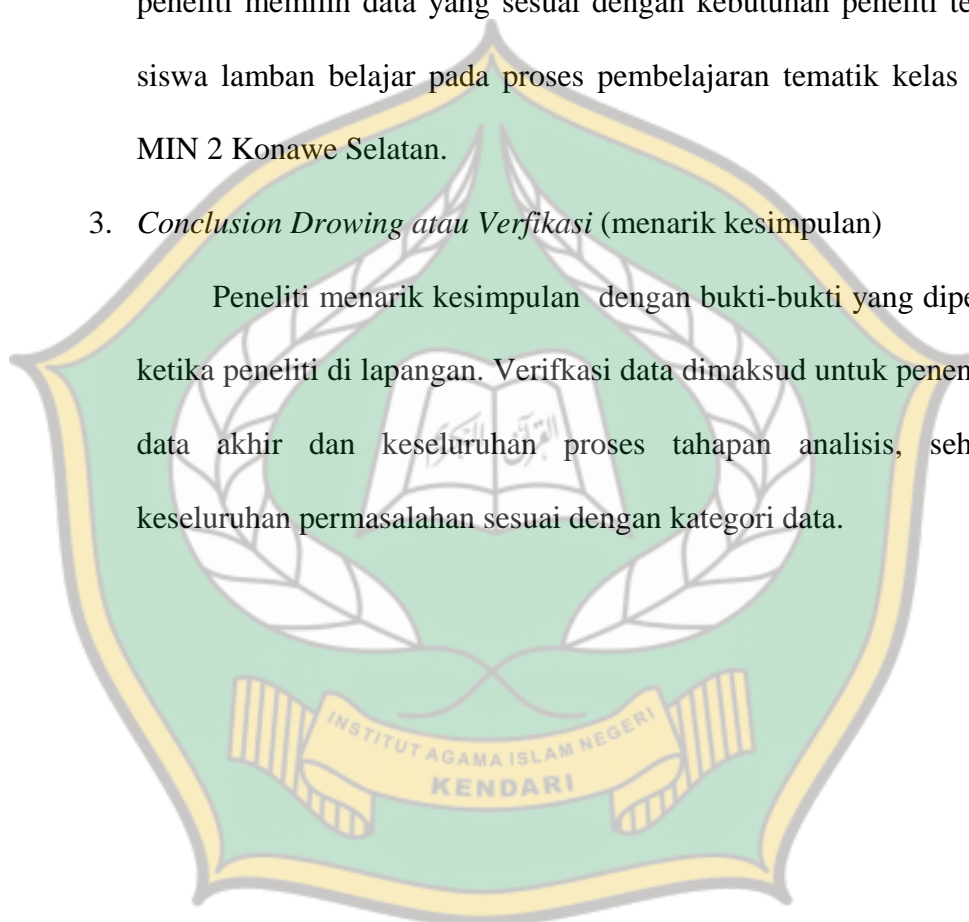 peneliti memilih data yang sesuai dengan kebutuhan peneliti
siswa lamban belajar pada proses pembelajaran tematik kelas
MIN 2 Konawe Selatan.
3. Conclusion Drowing atau Verfikasi (menarik kesimpulan)
Peneliti menarik kesimpulan dengan bukti-bukti yang dipe
ketika peneliti di lapangan. Verifkasi data dimaksud untuk penen
data akhir dan keseluruhan proses tahapan analisis, seh
keseluruhan permasalahan sesuai dengan kategori data.
INSTITUT AGAMA ISLAM NEGERI
KENDARI